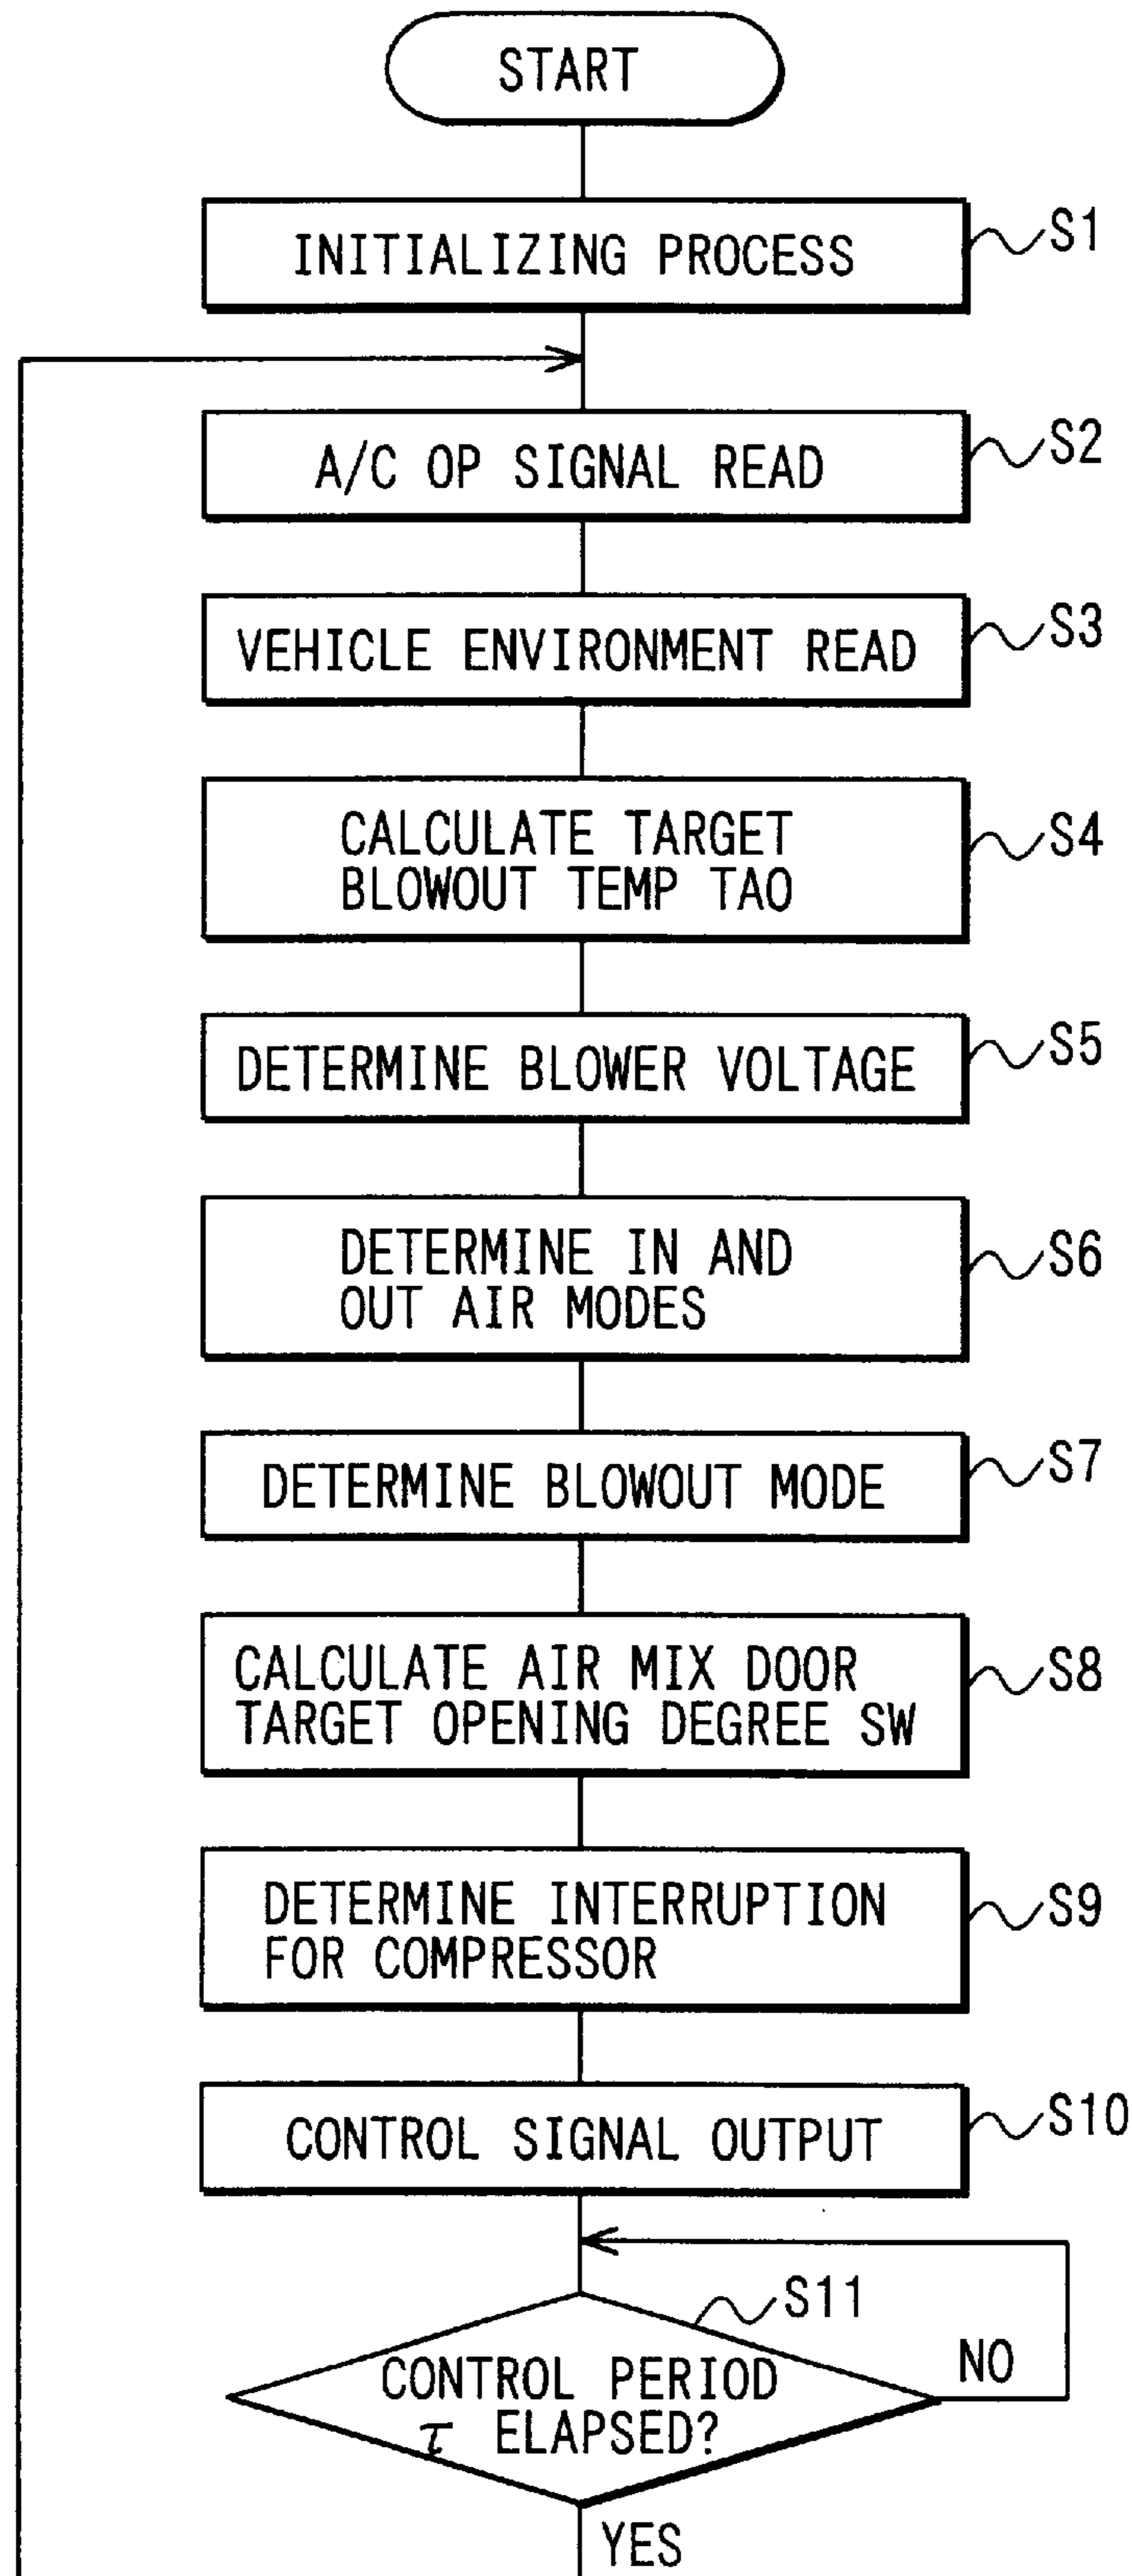 START
INITIALIZING PROCESS
S1
A/C OP SIGNAL READ
S2
VEHICLE ENVIRONMENT READ
S3
CALCULATE TARGET
BLOWOUT TEMP TAO
S4
DETERMINE BLOWER VOLTAGE
S5
DETERMINE IN AND
OUT AIR MODES
S6
DETERMINE BLOWOUT MODE
S7
CALCULATE AIR MIX DOOR
TARGET OPENING DEGREE SW
S8
DETERMINE INTERRUPTION
FOR COMPRESSOR
S9
CONTROL SIGNAL OUTPUT
S10
S11
CONTROL PERIOD
τ ELAPSED?
NO
YES